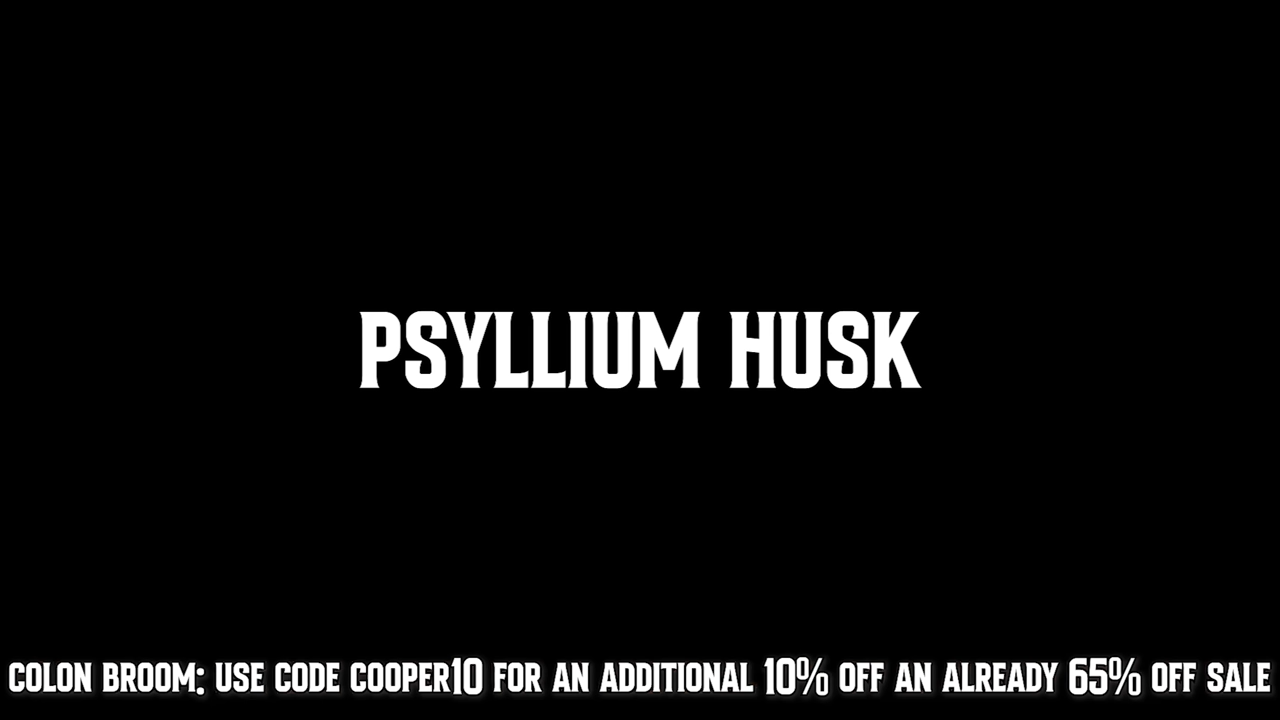 PSYLLIUM HUSK
COLON BROOM: USE CODE COOPER10 FOR AN ADDITIONAL 10% OFF AN ALREADY 65% OFF SALE